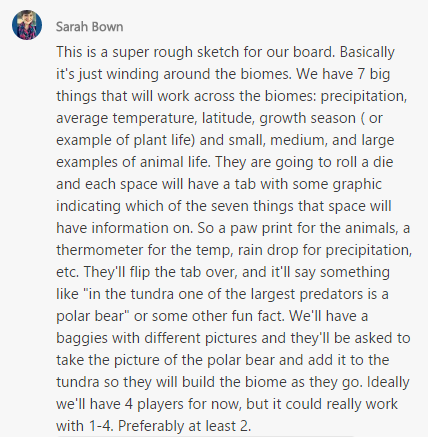 Sarah Bown
This is a super rough sketch for our board. Basically
it's just winding around the biomes. We have 7 big
things that will work across the biomes: precipitation,
average temperature, latitude, growth season ( or
example of plant life) and small, medium, and large
examples of animal life. They are going to roll a die
and each space will have a tab with some graphic
indicating which of the seven things that space will
have information on. So a paw print for the animals, a
thermometer for the temp, rain drop for precipitation,
etc. They'll flip the tab over, and it'll say something
like "in the tundra one of the largest predators is a
polar bear" or some other fun fact. We'll have a
baggies with different pictures and they'll be asked to
take the picture of the polar bear and add it to the
tundra so they will build the biome as they go. Ideally
we'll have 4 players for now, but it could really work
with 1-4. Preferably at least 2.